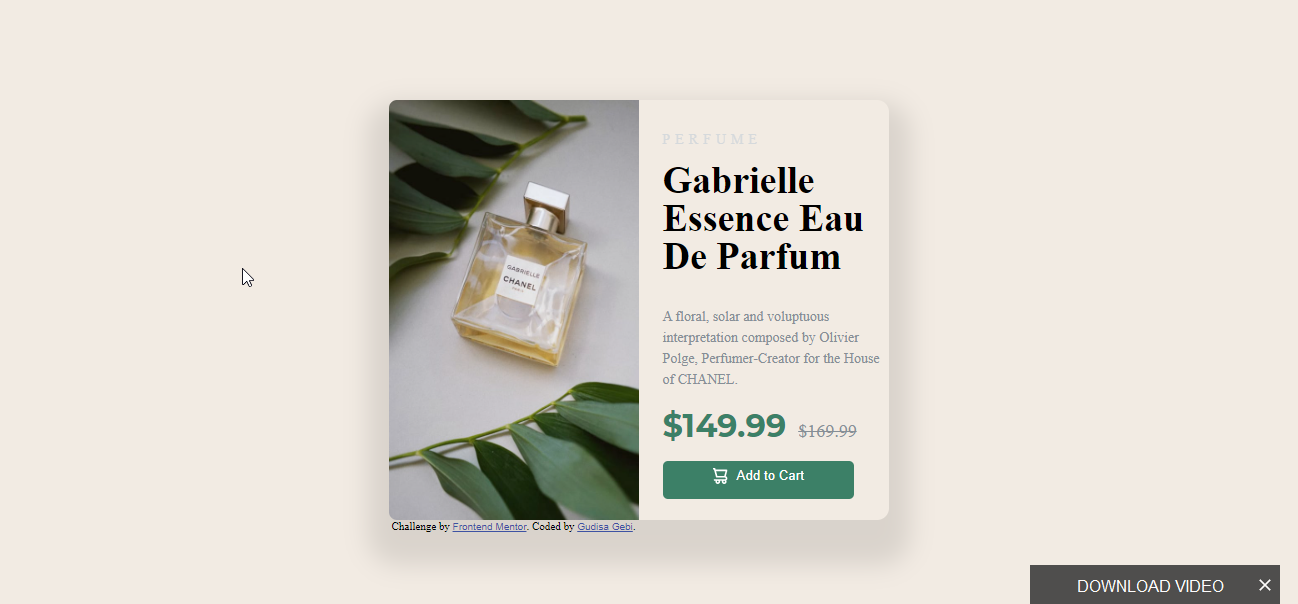 PERFUME
Gabrielle
Essence Eau
De Parfum
A floral, solar and voluptuous
interpretation composed by Olivier
Polge, Perfumer-Creator for the House
of CHANEL.
$149.99 $169.99
Add to Cart
GABRIELLE
CHANEL
PARIS
Challenge by Frontend Mentor. Coded by Gudisa Gebi.
DOWNLOAD VIDEO